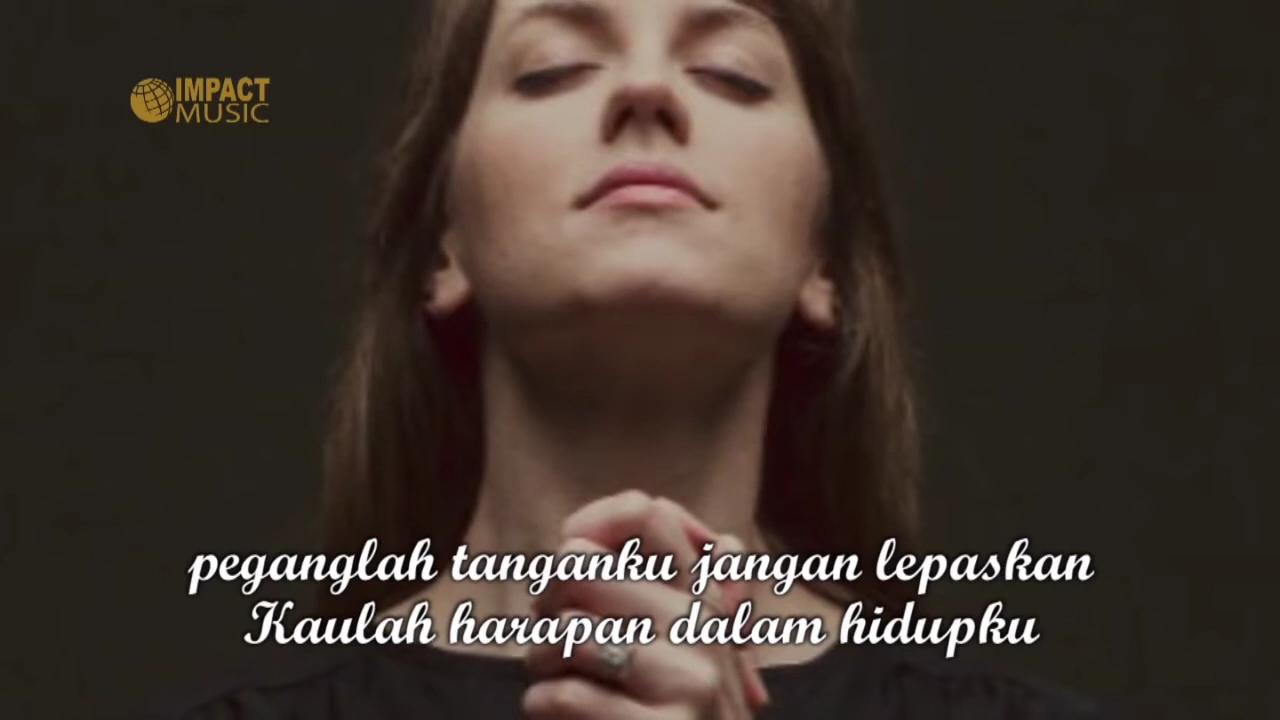 IMPACT
MUSIC
peganglah tanganku jangan lepaskan
Kaulah harapan dalam hidupku